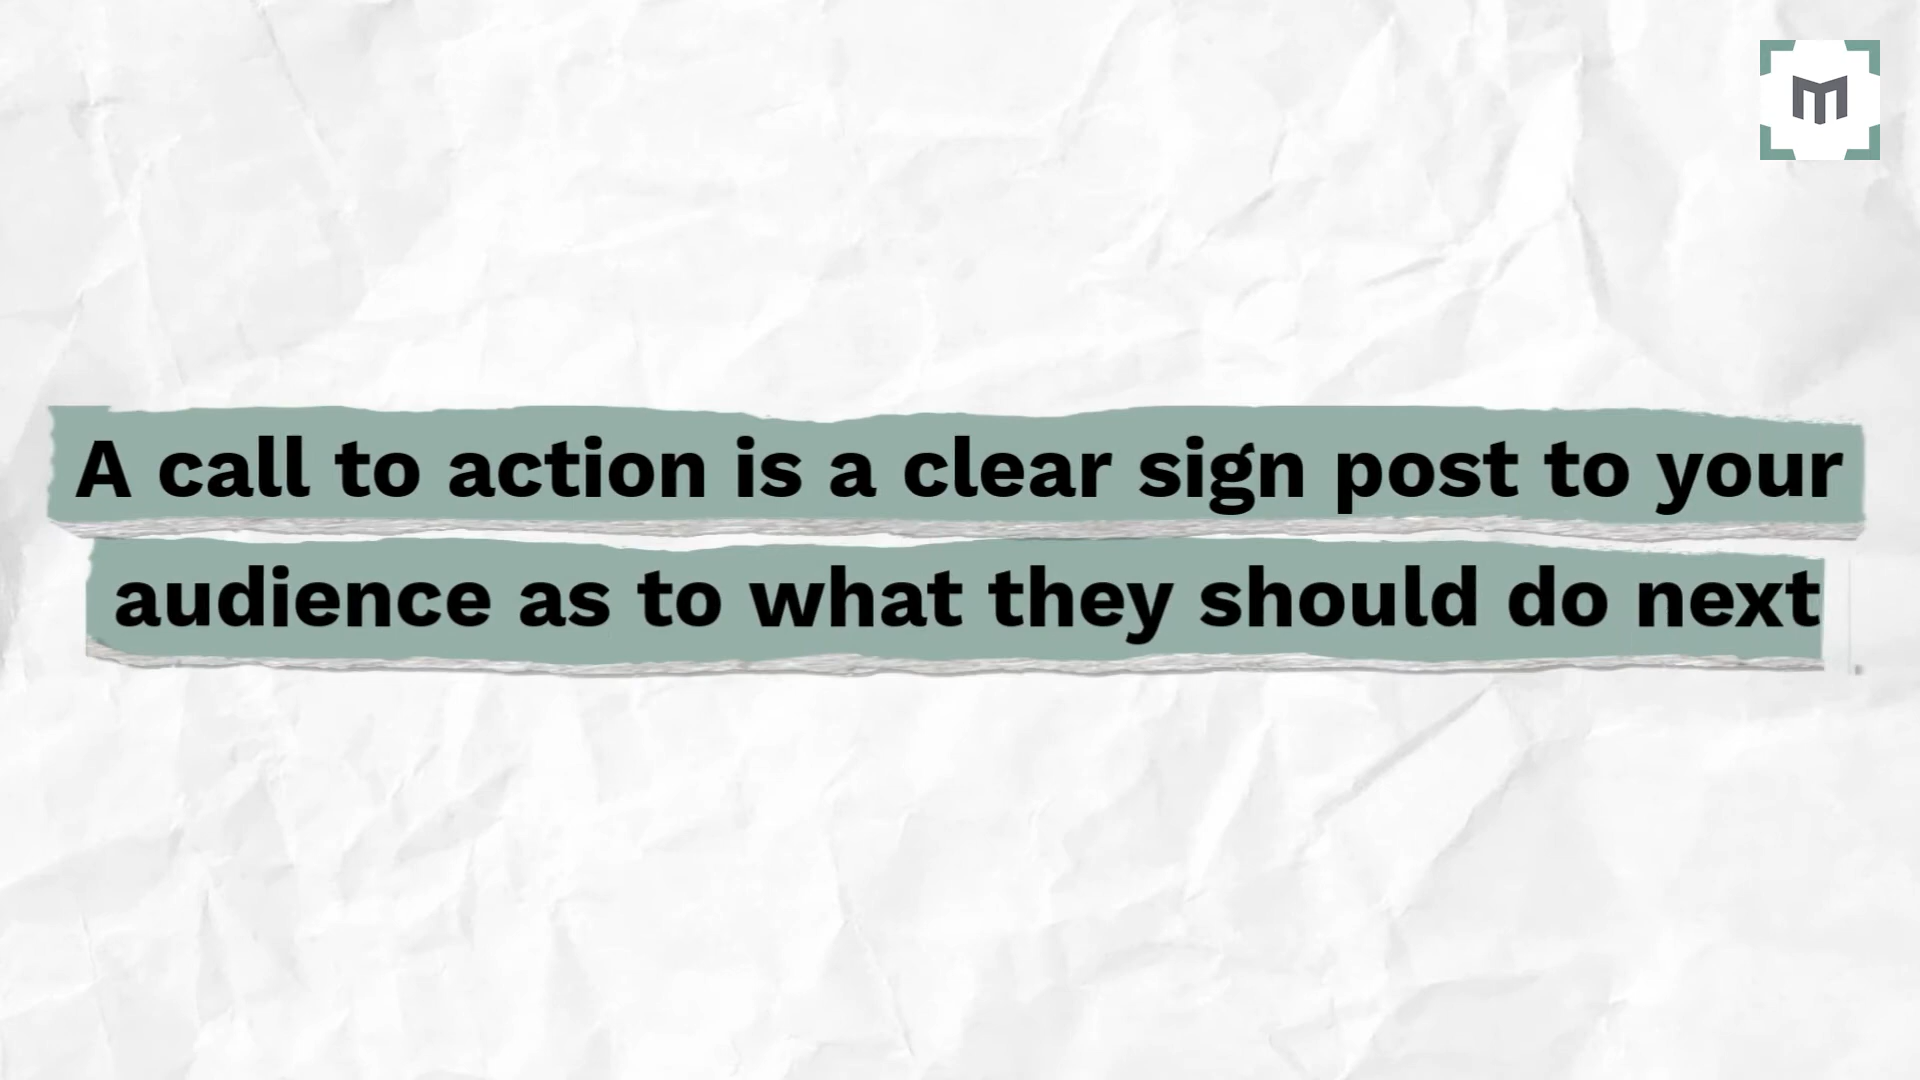 A call to action is a clear sign post to your
audience as to what they should do next